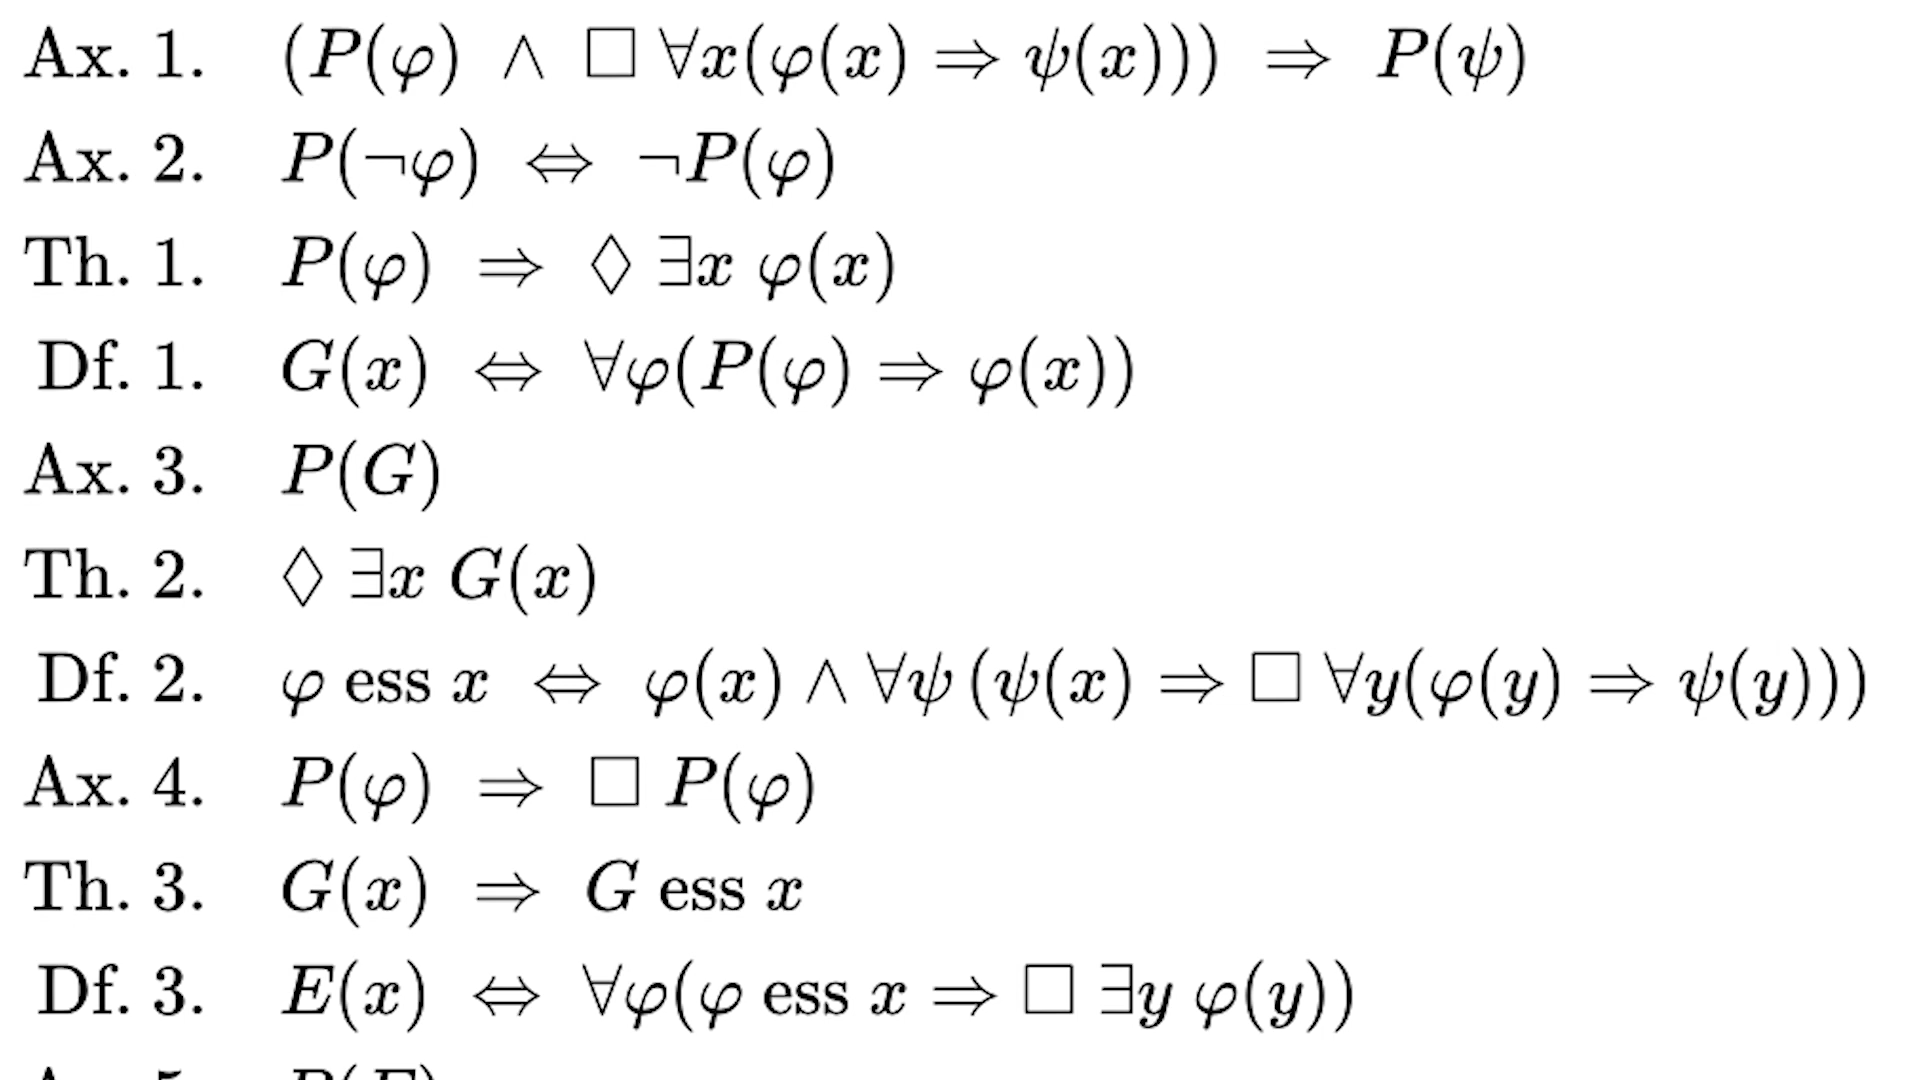 Ax. 1. (P(φ) ∧ □ ∀x(φ(x) ⇒ ψ(x))) ⇒ P(ψ)
Ax. 2. P(¬φ) ⇔ ¬P(φ)
Th. 1. P(φ) ⇒ ◊ ∃x φ(x)
Df. 1. G(x) ⇔ ∀φ(P(φ) ⇒ φ(x))
Ax. 3. P(G)
Th. 2. ◊ ∃x G(x)
Df. 2. φ ess x ⇔ φ(x) ∧ ∀ψ (ψ(x) ⇒ □ ∀y(φ(y) ⇒ ψ(y)))
Ax. 4. P(φ) ⇒ □ P(φ)
Th. 3. G(x) ⇒ G ess x
Df. 3. E(x) ⇔ ∀φ(φ ess x ⇒ □ ∃y φ(y))